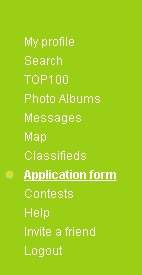 My profile
Search
TOP100
Photo Albums
Messages
Map
Classifieds
Application form
Contests
Help
Invite a friend
Logout